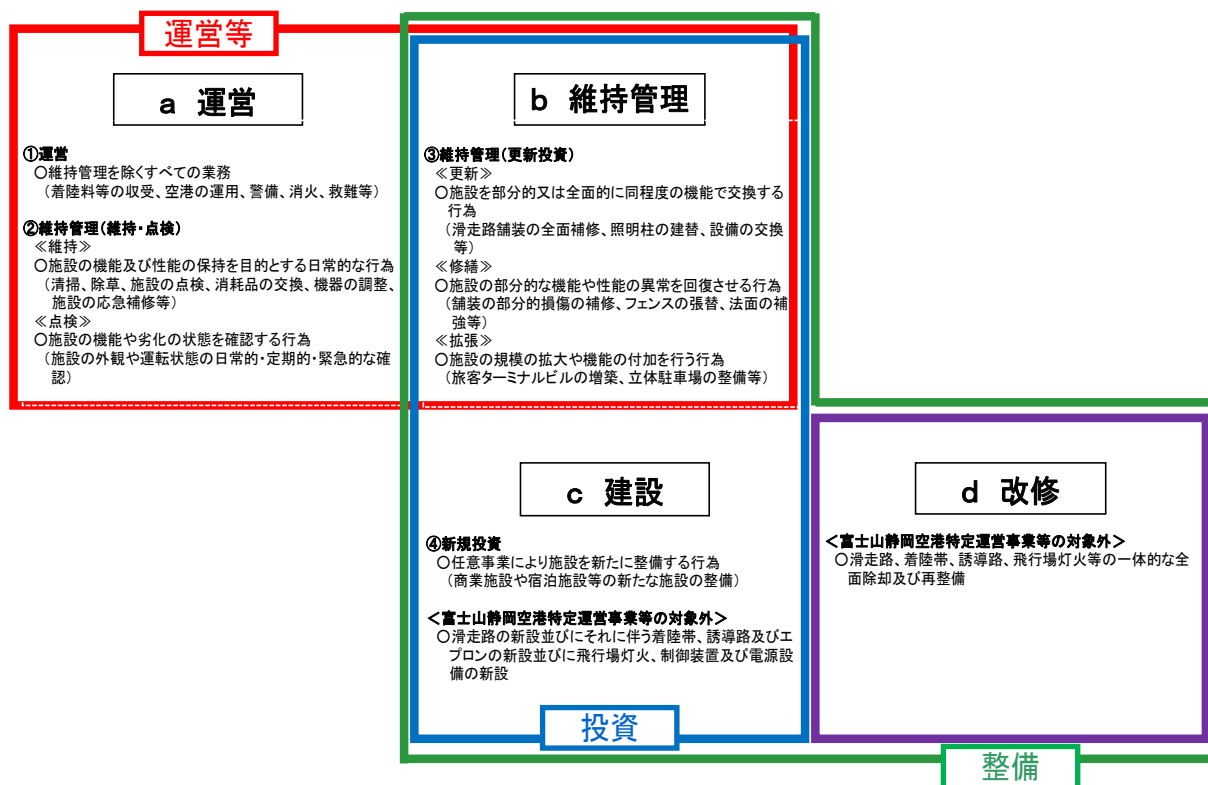 運営等
a 運営
①運営
○維持管理を除くすべての業務
(着陸料等の収受、空港の運用、警備、消火、救難等)
②維持管理(維持・点検)
≪維持≫
○施設の機能及び性能の保持を目的とする日常的な行為
(清掃、除草、施設の点検、消耗品の交換、機器の調整、
施設の応急補修等)
≪点検≫
○施設の機能や劣化の状態を確認する行為
(施設の外観や運転状態の日常的・定期的・緊急的な確
認)
b 維持管理
③維持管理(更新投資)
≪更新≫
○施設を部分的又は全面的に同程度の機能で交換する
行為
(滑走路舗装の全面補修、照明柱の建替、設備の交換
等)
≪修繕≫
○施設の部分的な機能や性能の異常を回復させる行為
(舗装の部分的損傷の補修、フェンスの張替、法面の補
強等)
≪拡張≫
○施設の規模の拡大や機能の付加を行う行為
(旅客ターミナルビルの増築、立体駐車場の整備等)
c 建設
④新規投資
○任意事業により施設を新たに整備する行為
(商業施設や宿泊施設等の新たな施設の整備)
<富士山静岡空港特定運営事業等の対象外>
○滑走路の新設並びにそれに伴う着陸帯、誘導路及びエ
プロンの新設並びに飛行場灯火、制御装置及び電源設
備の新設
d 改修
<富士山静岡空港特定運営事業等の対象外>
○滑走路、着陸帯、誘導路、飛行場灯火等の一体的な全
面除却及び再整備
投資
整備